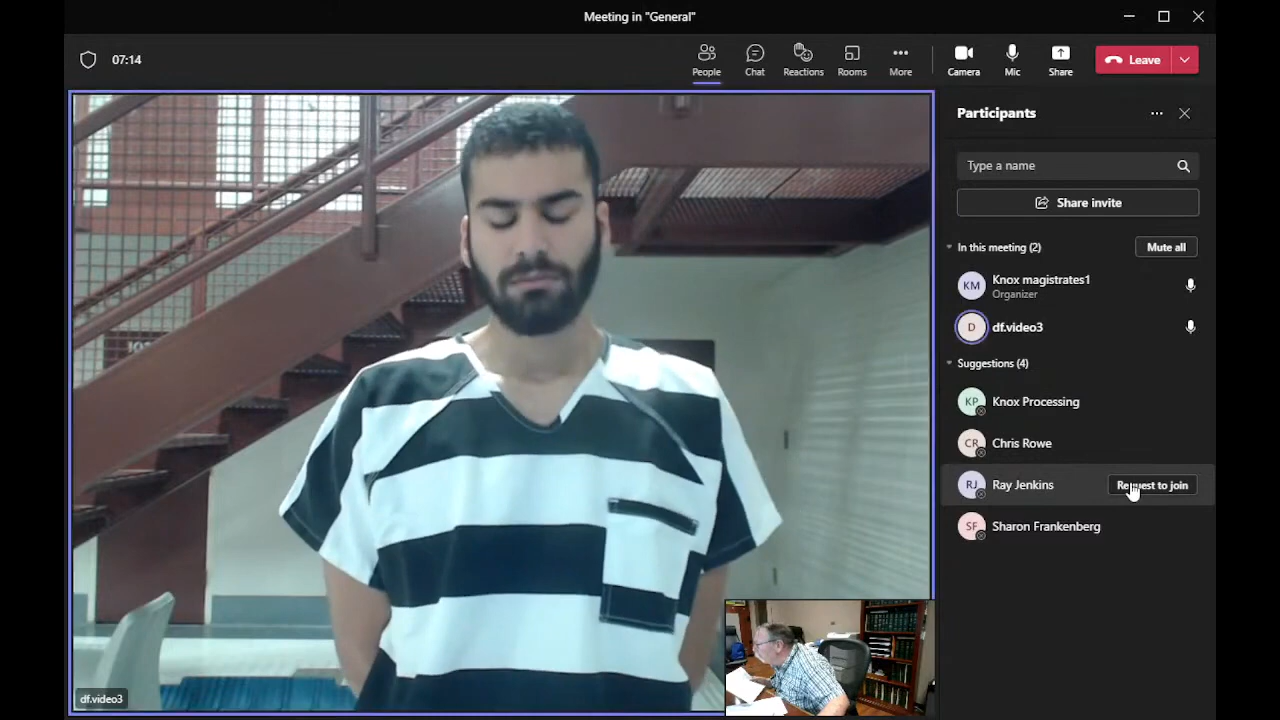 Meeting in "General"
07:14
People
Chat
Reactions
Rooms
More
Camera
Mic
Share
Leave
Participants
Type a name
Share invite
In this meeting (2)
Mute all
KM
Knox magistrates1
Organizer
D
df.video3
Suggestions (4)
KP
Knox Processing
CR
Chris Rowe
RJ
Ray Jenkins
Request to join
SF
Sharon Frankenberg
df.video3